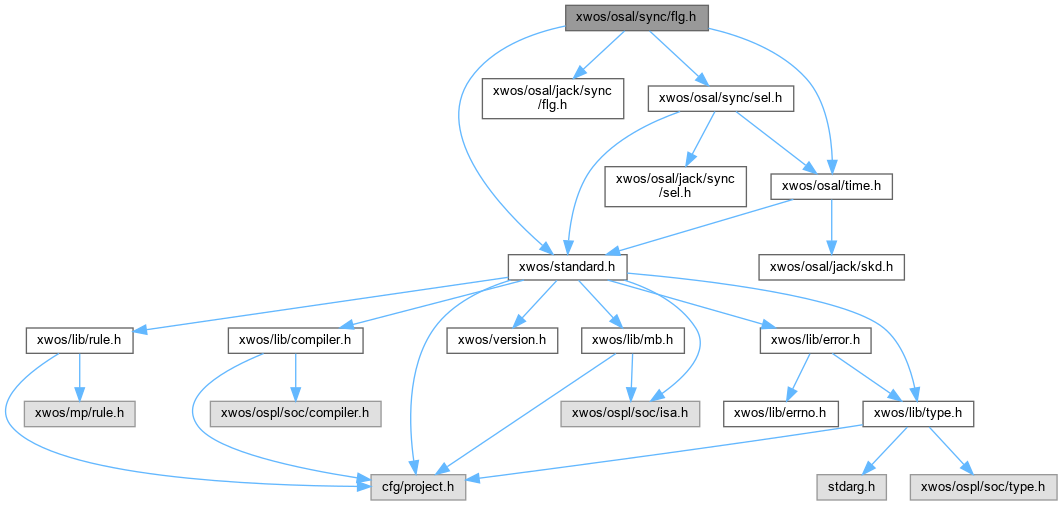 xwos/osal/sync/flg.h
xwos/osal/jack/sync
/flg.h
xwos/osal/sync/sel.h
xwos/osal/jack/sync
/sel.h
xwos/osal/time.h
xwos/standard.h
xwos/osal/jack/skd.h
xwos/lib/rule.h
xwos/lib/compiler.h
xwos/version.h
xwos/lib/mb.h
xwos/lib/error.h
xwos/mp/rule.h
xwos/ospl/soc/compiler.h
xwos/ospl/soc/isa.h
xwos/lib/errno.h
xwos/lib/type.h
cfg/project.h
stdarg.h
xwos/ospl/soc/type.h